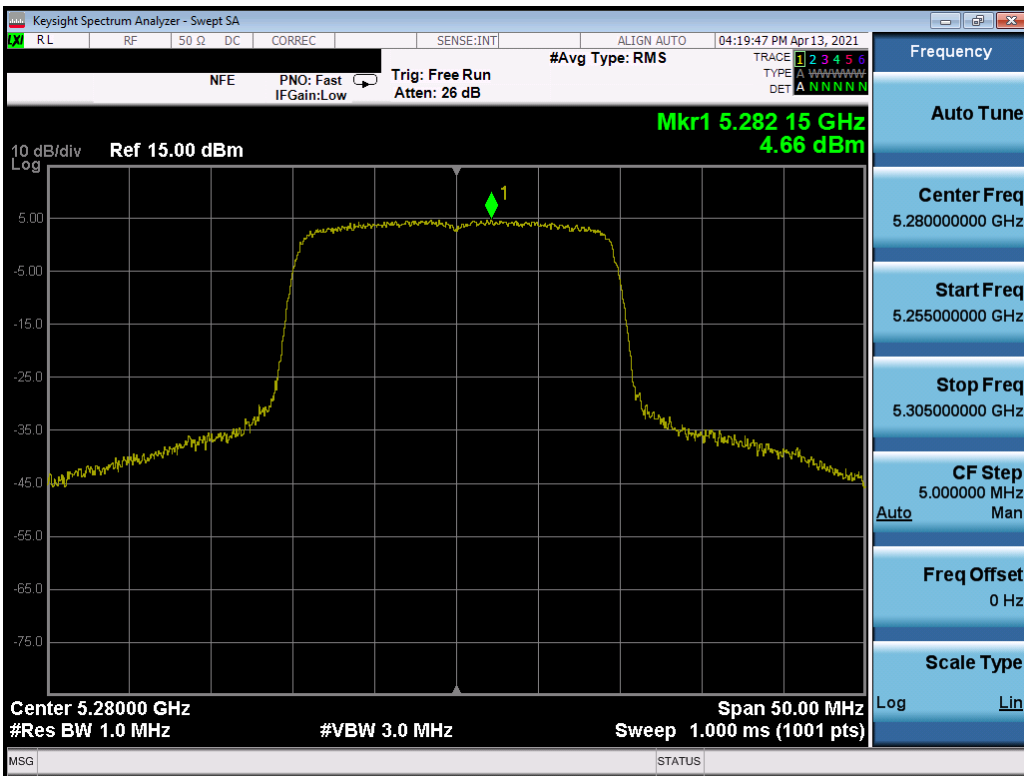 Keysight Spectrum Analyzer - Swept SA
LXI RL RF 50 Ω DC CORREC SENSE:INT ALIGN AUTO 04:19:47 PM Apr 13, 2021
NFE PNO: Fast IFGain:Low Trig: Free Run Atten: 26 dB #Avg Type: RMS
TRACE 1 2 3 4 5 6
TYPE A WWWWW
DET A N N N N N
Mkr1 5.282 15 GHz
4.66 dBm
10 dB/div Ref 15.00 dBm
Log
1
5.00
-5.00
-15.0
-25.0
-35.0
-45.0
-55.0
-65.0
-75.0
Center 5.28000 GHz Span 50.00 MHz
#Res BW 1.0 MHz #VBW 3.0 MHz Sweep 1.000 ms (1001 pts)
MSG STATUS
Frequency
Auto Tune
Center Freq
5.280000000 GHz
Start Freq
5.255000000 GHz
Stop Freq
5.305000000 GHz
CF Step
5.000000 MHz
Auto Man
Freq Offset
0 Hz
Scale Type
Log Lin